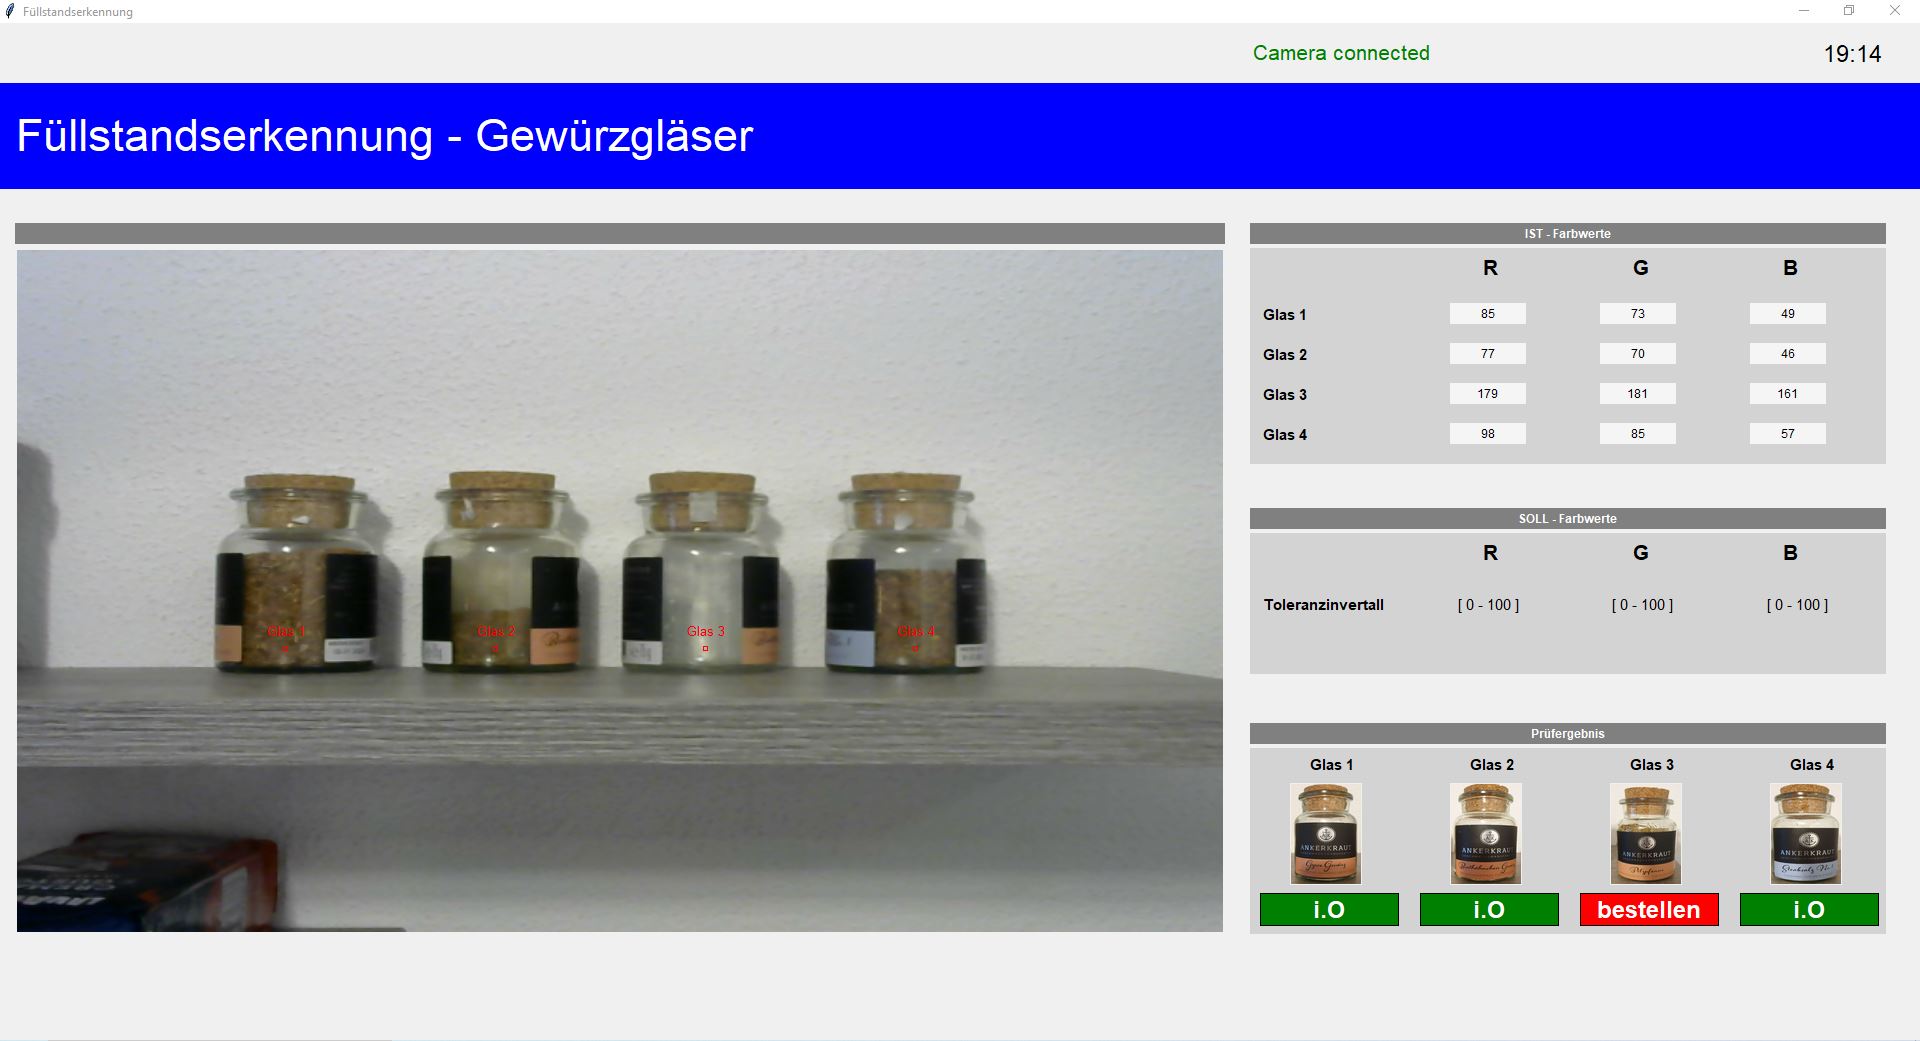 Füllstandserkennung
Camera connected
19:14
Füllstandserkennung - Gewürzgläser
IST - Farbwerte
R G B
Glas 1 85 73 49
Glas 2 77 70 46
Glas 3 179 181 161
Glas 4 98 85 57
SOLL - Farbwerte
R G B
Toleranzinvertall [ 0 - 100 ] [ 0 - 100 ] [ 0 - 100 ]
Glas 1 Glas 2 Glas 3 Glas 4
Prüfergebnis
Glas 1 Glas 2 Glas 3 Glas 4
ANKERKRAUT ANKERKRAUT ANKERKRAUT ANKERKRAUT
i.O i.O bestellen i.O